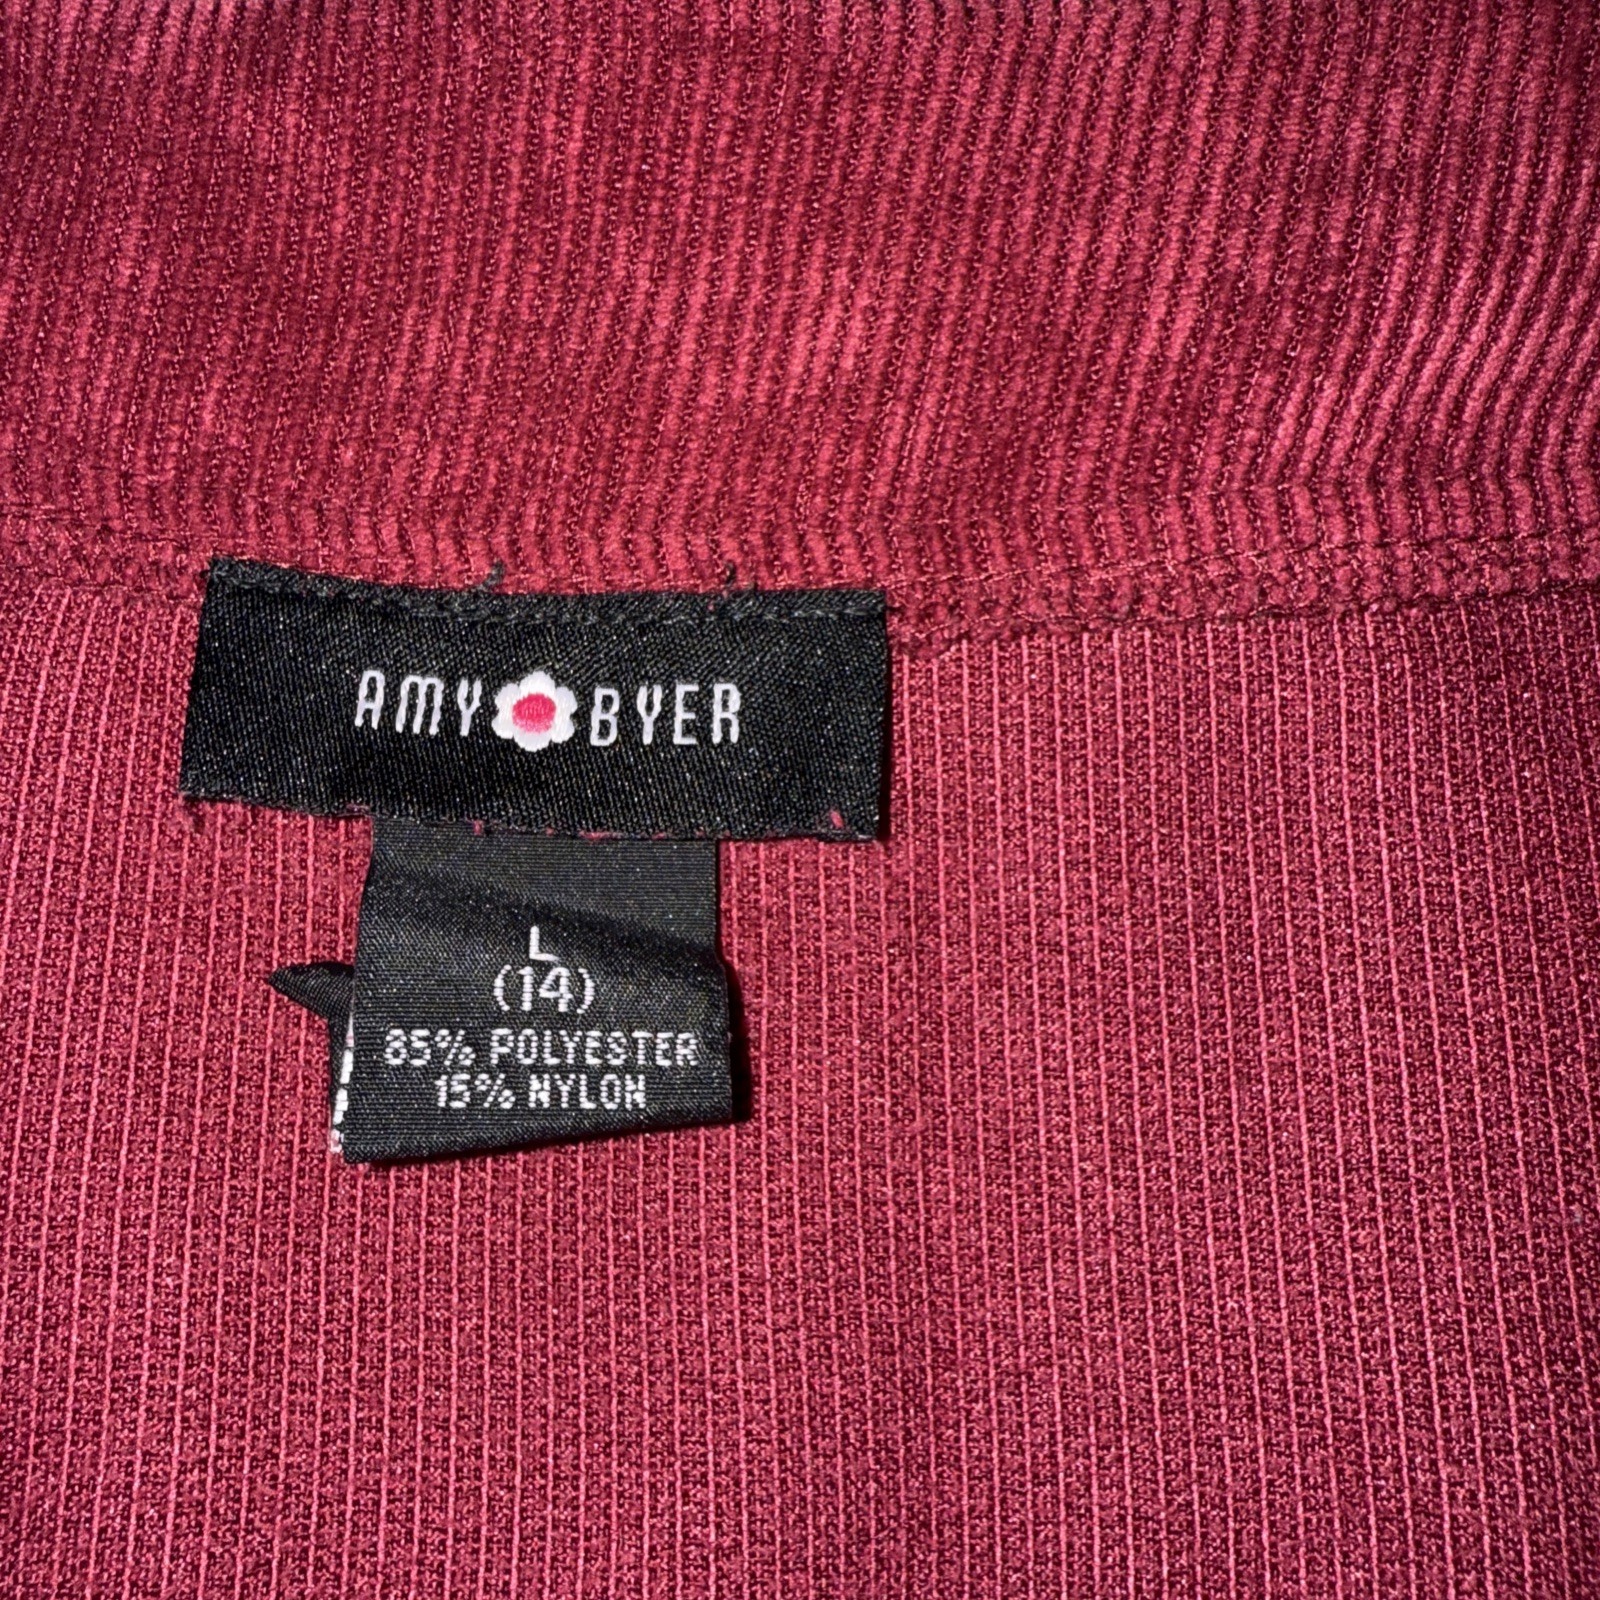 AMY BYER
L
(14)
85% POLYESTER
15% NYLON